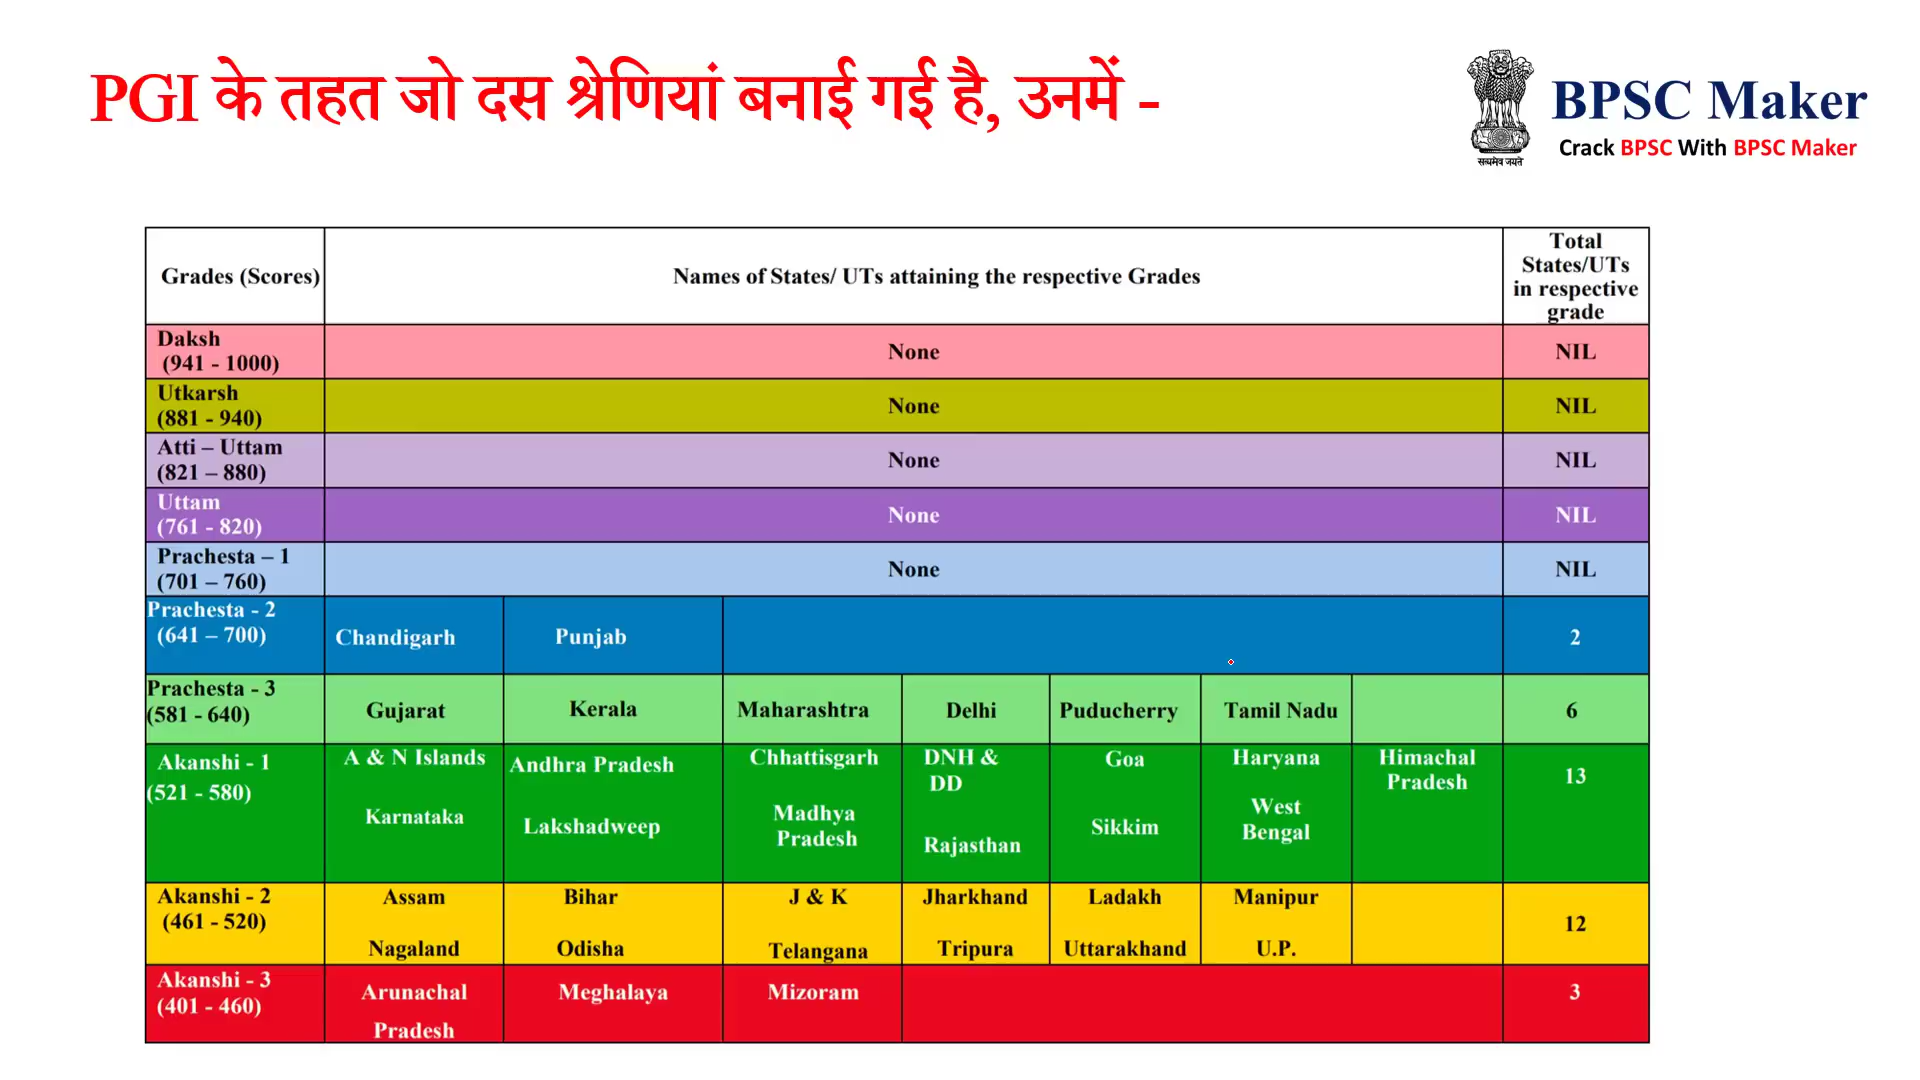 PGI के तहत जो दस श्रेणियां बनाई गई है, उनमें -
सत्यमेव जयते
BPSC Maker
Crack BPSC With BPSC Maker
Grades (Scores)
Names of States/ UTs attaining the respective Grades
Total
States/UTs
in respective
grade
Daksh
(941 - 1000)
None
NIL
Utkarsh
(881 - 940)
None
NIL
Atti – Uttam
(821 – 880)
None
NIL
Uttam
(761 - 820)
None
NIL
Prachesta – 1
(701 – 760)
None
NIL
Prachesta - 2
(641 – 700)
Chandigarh
Punjab
2
Prachesta - 3
(581 - 640)
Gujarat
Kerala
Maharashtra
Delhi
Puducherry
Tamil Nadu
6
Akanshi - 1
(521 - 580)
A & N Islands
Karnataka
Andhra Pradesh
Lakshadweep
Chhattisgarh
Madhya
Pradesh
DNH &
DD
Rajasthan
Goa
Sikkim
Haryana
West
Bengal
Himachal
Pradesh
13
Akanshi - 2
(461 - 520)
Assam
Nagaland
Bihar
Odisha
J & K
Telangana
Jharkhand
Tripura
Ladakh
Uttarakhand
Manipur
U.P.
12
Akanshi - 3
(401 - 460)
Arunachal
Pradesh
Meghalaya
Mizoram
3